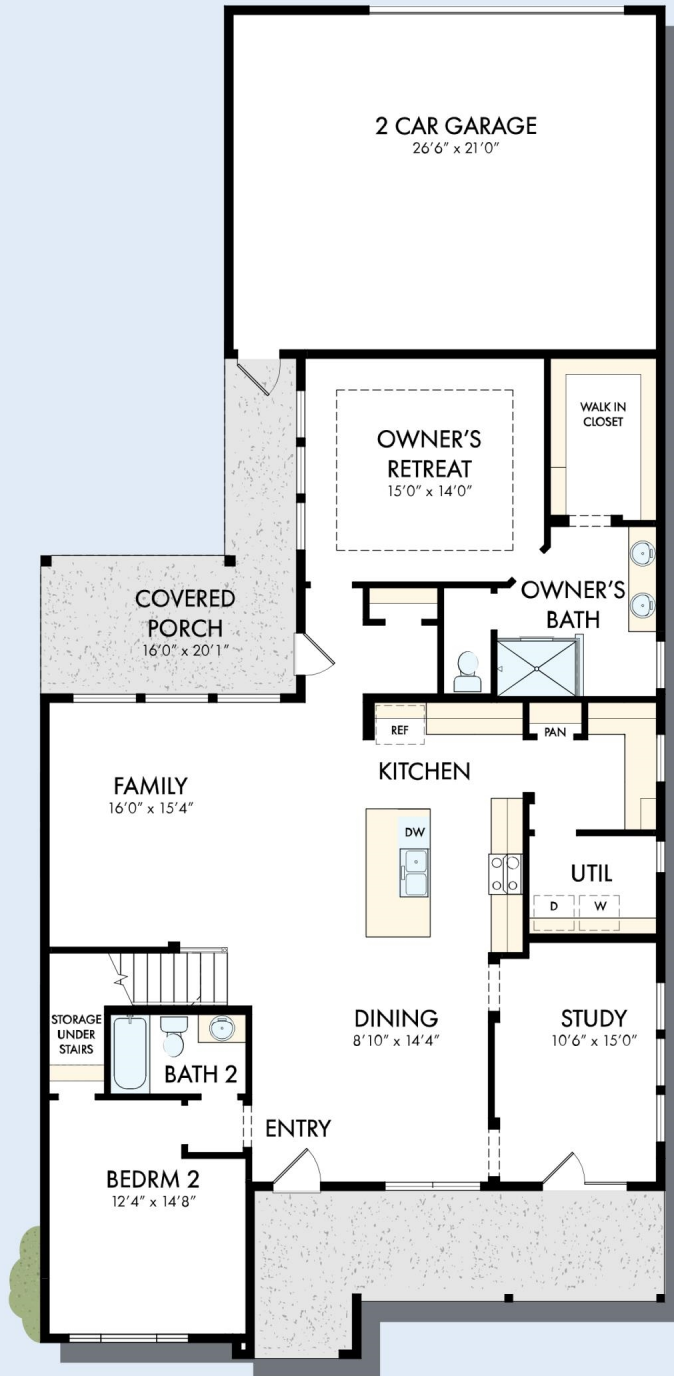 2 CAR GARAGE
26’6” x 21’0”
WALK IN
CLOSET
OWNER’S
RETREAT
15’0” x 14’0”
OWNER’S
BATH
COVERED
PORCH
16’0” x 20’1”
REF
PAN
KITCHEN
FAMILY
16’0” x 15’4”
DW
UTIL
D
W
STORAGE
UNDER
STAIRS
DINING
8’10” x 14’4”
STUDY
10’6” x 15’0”
BATH 2
ENTRY
BEDRM 2
12’4” x 14’8”